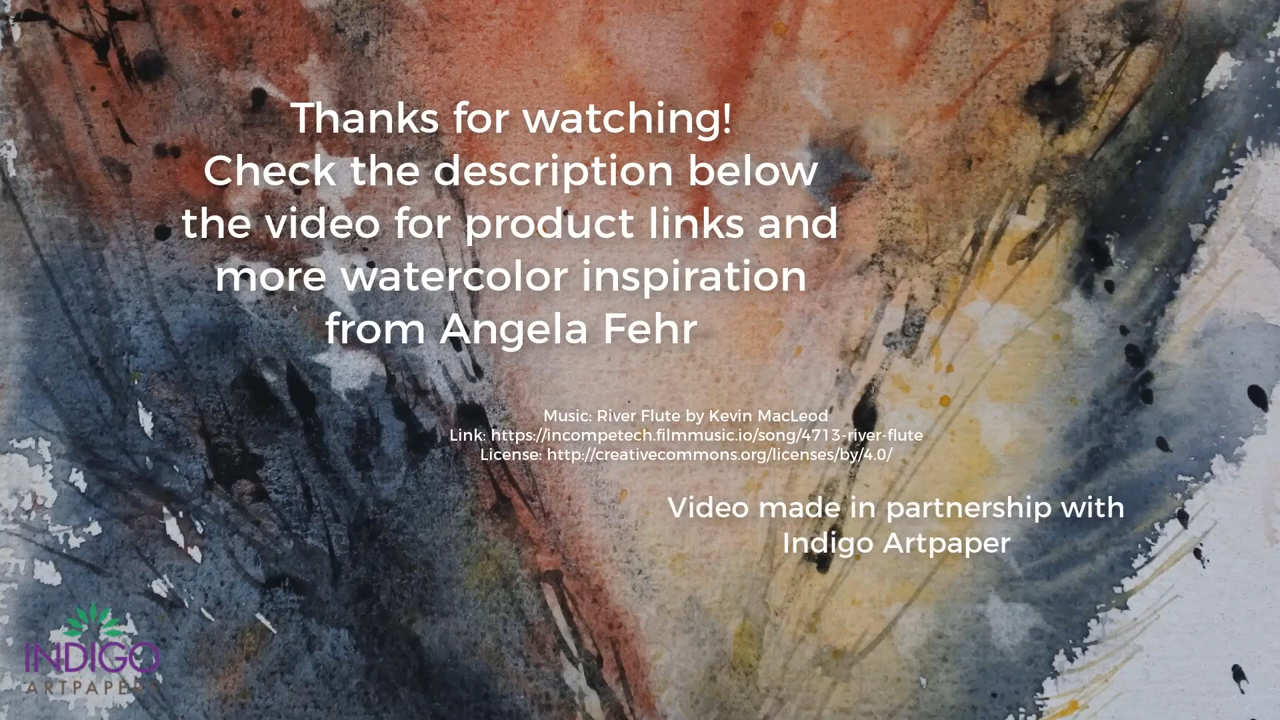 Thanks for watching!
Check the description below
the video for product links and
more watercolor inspiration
from Angela Fehr
Music: River Flute by Kevin MacLeod
Link: https://incompetech.filmmusic.io/song/4713-river-flute
License: http://creativecommons.org/licenses/by/4.0/
Video made in partnership with
Indigo Artpaper
INDIGO
ARTPAPERS